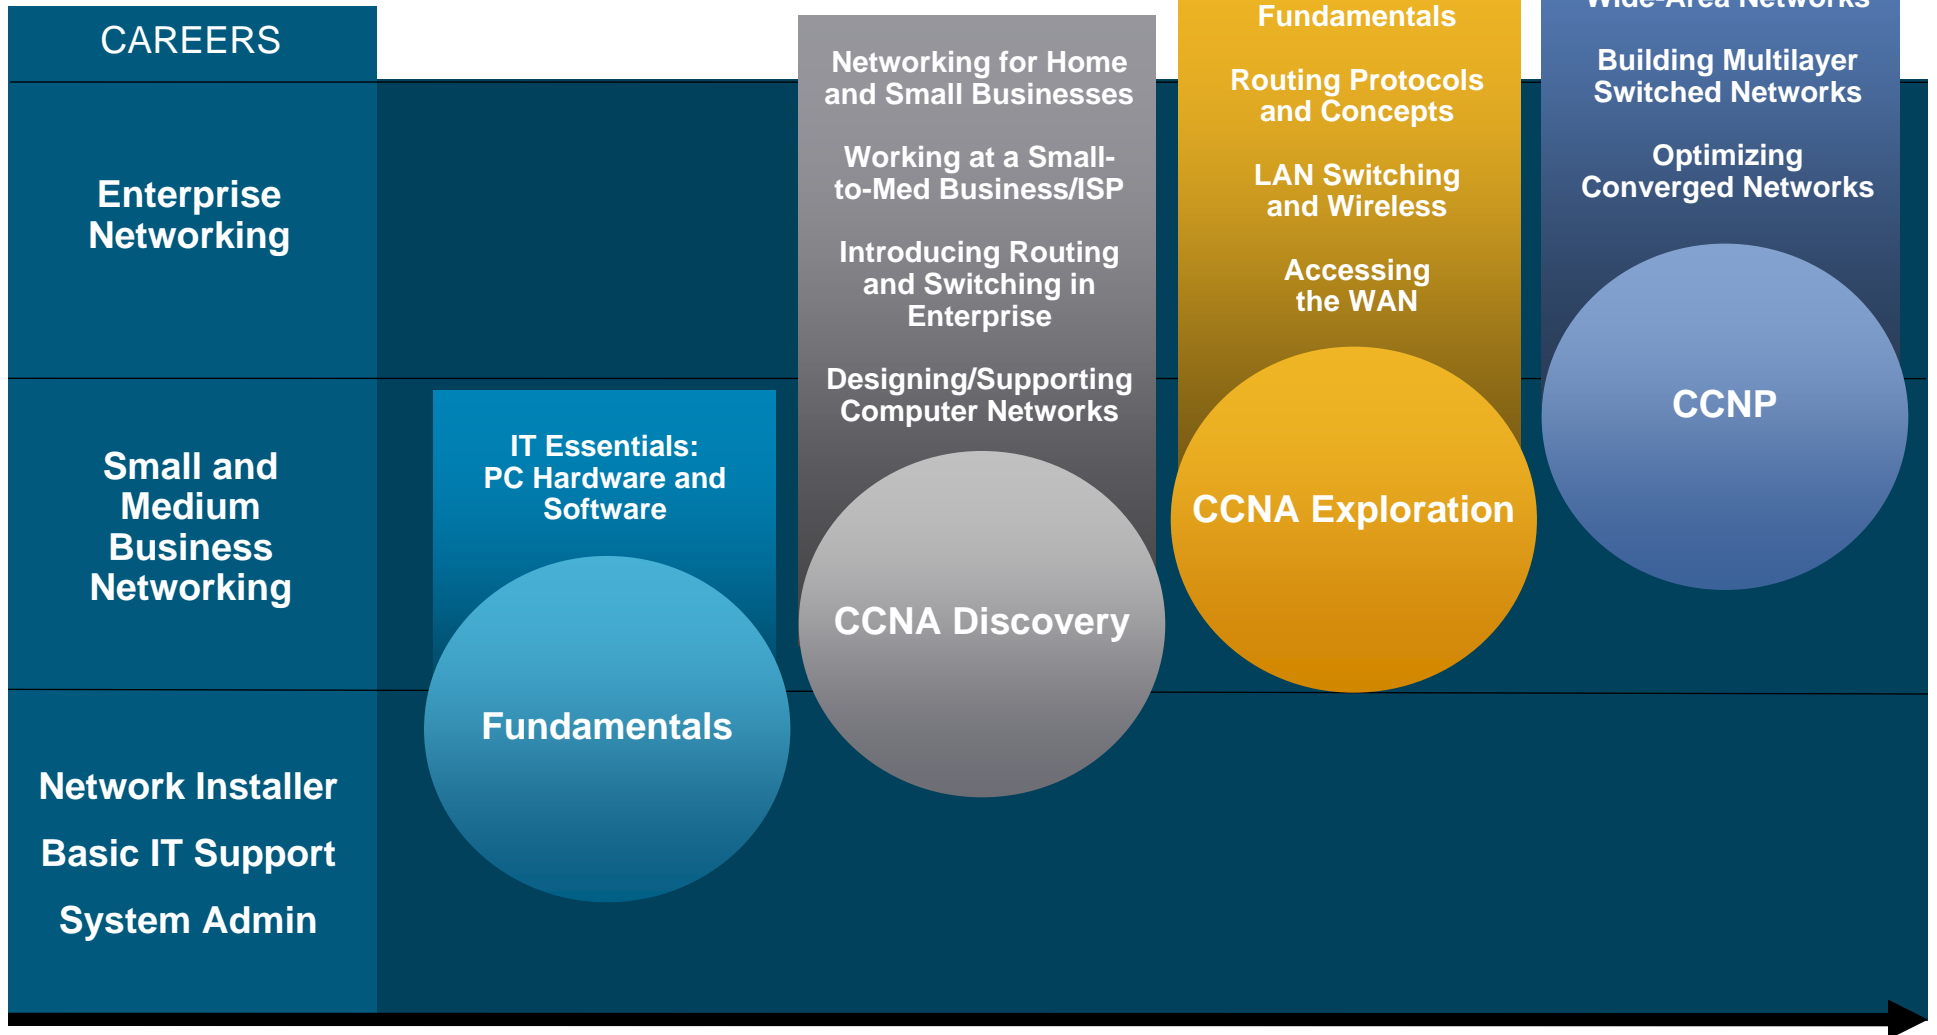 CAREERS
Enterprise
Networking
Small and
Medium
Business
Networking
Network Installer
Basic IT Support
System Admin
IT Essentials:
PC Hardware and
Software
Fundamentals
Networking for Home
and Small Businesses
Working at a Small-
to-Med Business/ISP
Introducing Routing
and Switching in
Enterprise
Designing/Supporting
Computer Networks
CCNA Discovery
Fundamentals
Routing Protocols
and Concepts
LAN Switching
and Wireless
Accessing
the WAN
CCNA Exploration
Wide-Area Networks
Building Multilayer
Switched Networks
Optimizing
Converged Networks
CCNP